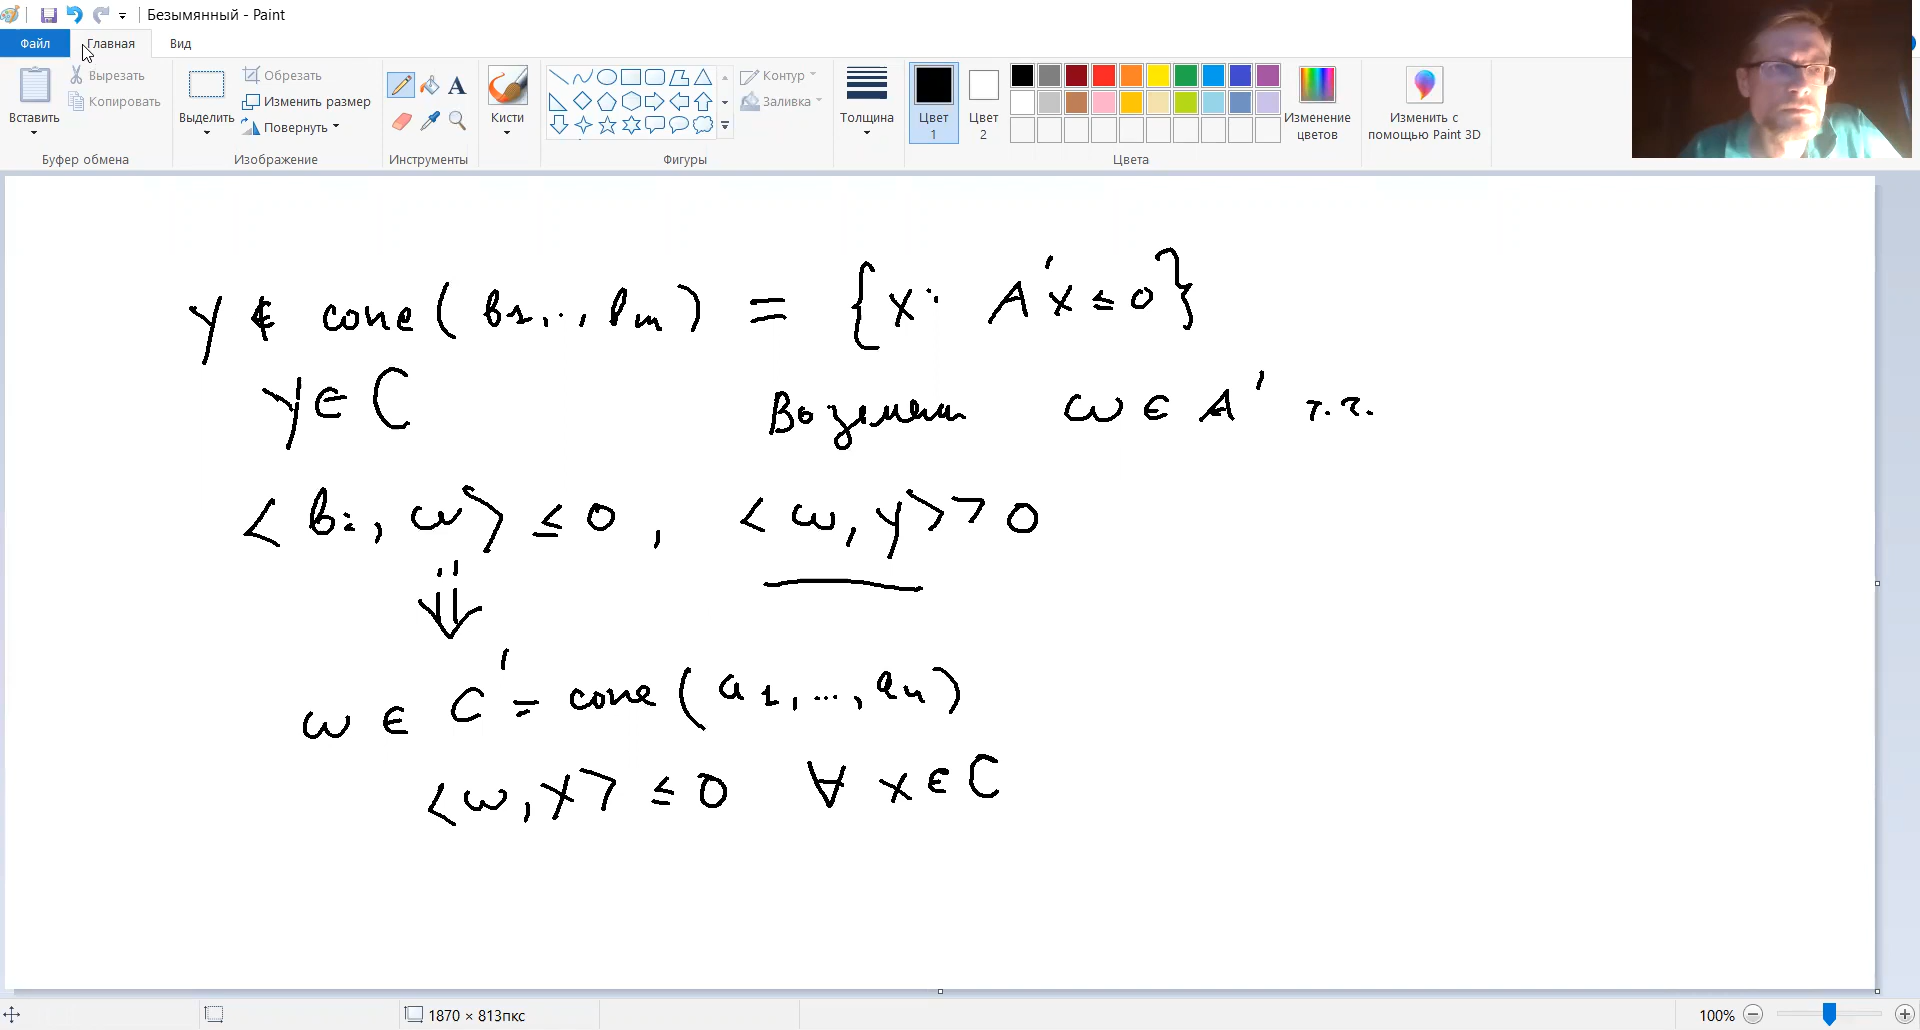 Безымянный - Paint
Файл Главная Вид
Вставить
Вырезать
Копировать
Буфер обмена
Выделить
Обрезать
Изменить размер
Повернуть
Изображение
A
Инструменты
Кисти
Контур
Заливка
Фигуры
Толщина
Цвет 1
Цвет 2
Изменение цветов
Цвета
Изменить с помощью Paint 3D
y ∉ cone(b1,..,bm) = {x: A'x ≤ 0}
y ∈ C Возьмем w ∈ A' т.ч.
<bi, w> ≤ 0, <w, y> > 0
⇓
w ∈ C' = cone(a1,...,an)
<w, x> ≤ 0 ∀ x ∈ C
1870 × 813пкс 100%